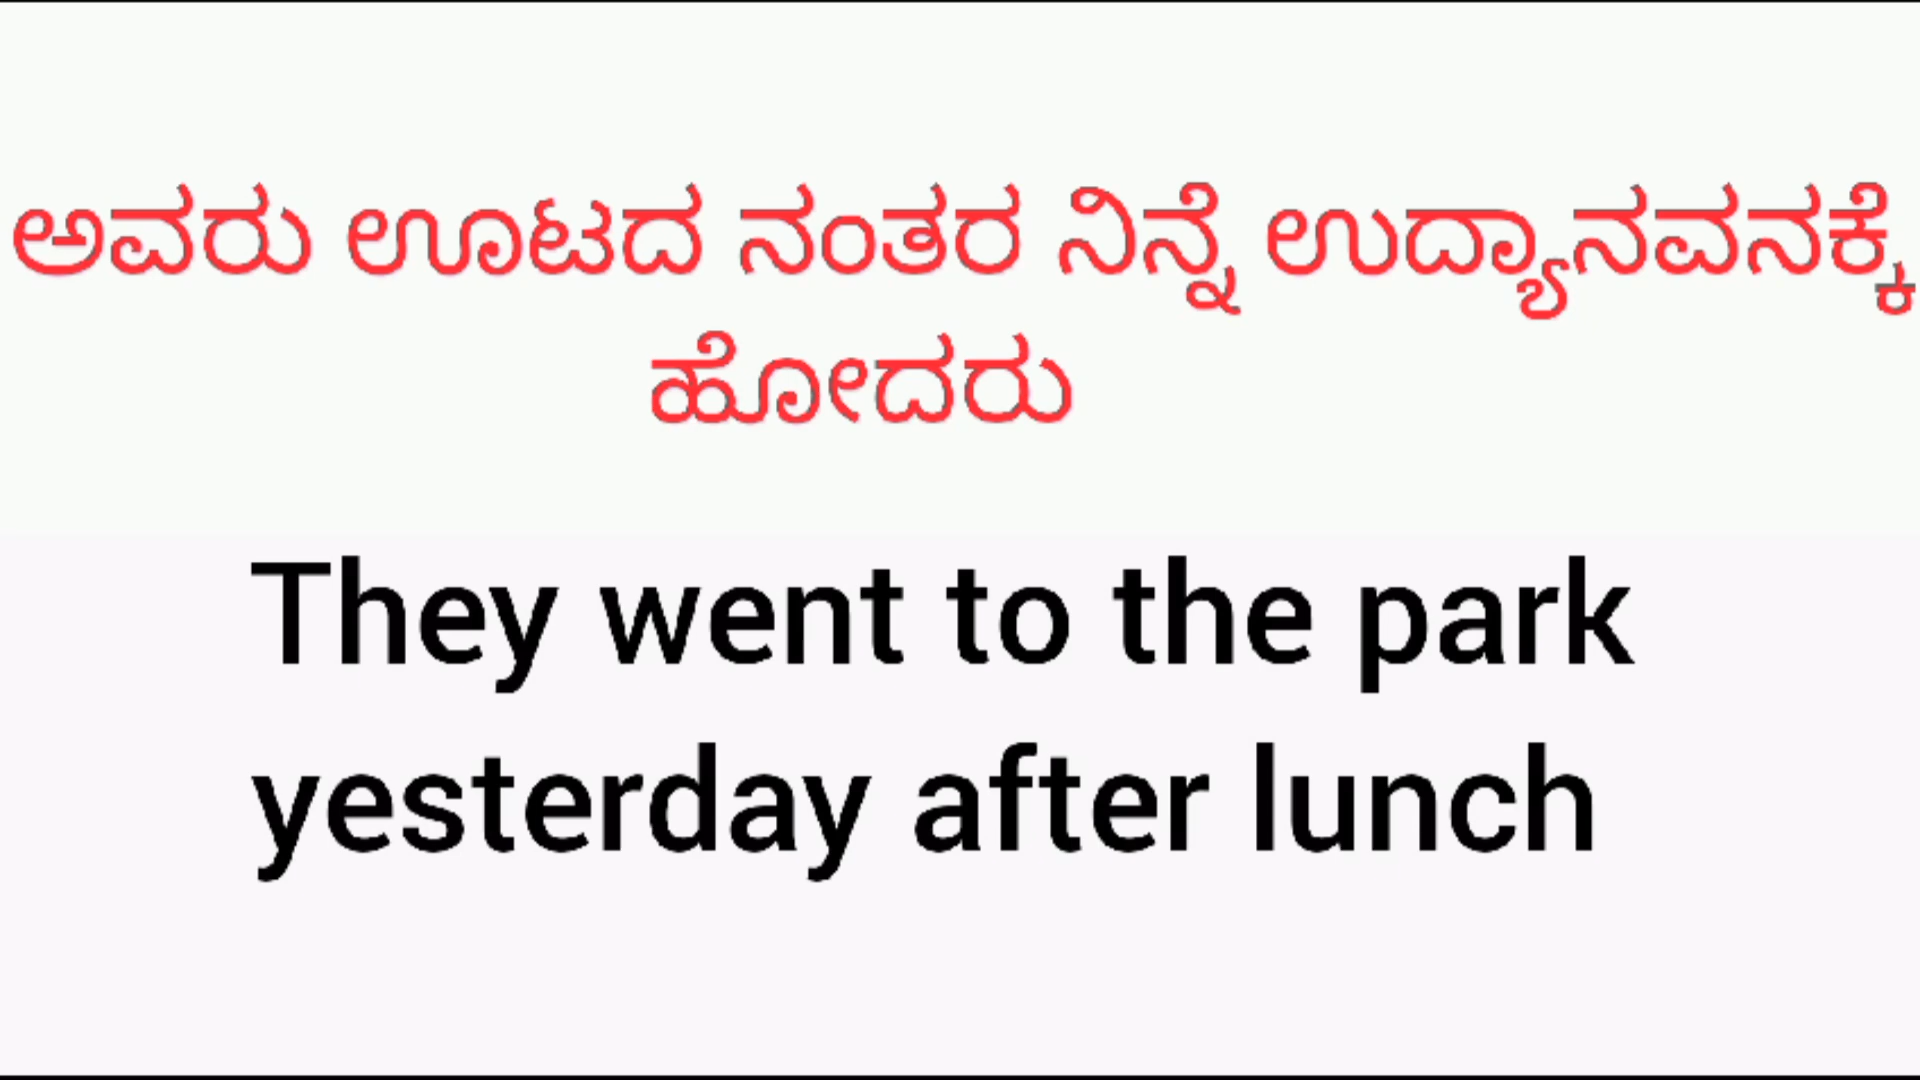 ಅವರು ಊಟದ ನಂತರ ನಿನ್ನೆ ಉದ್ಯಾನವನಕ್ಕೆ
ಹೋದರು
They went to the park
yesterday after lunch